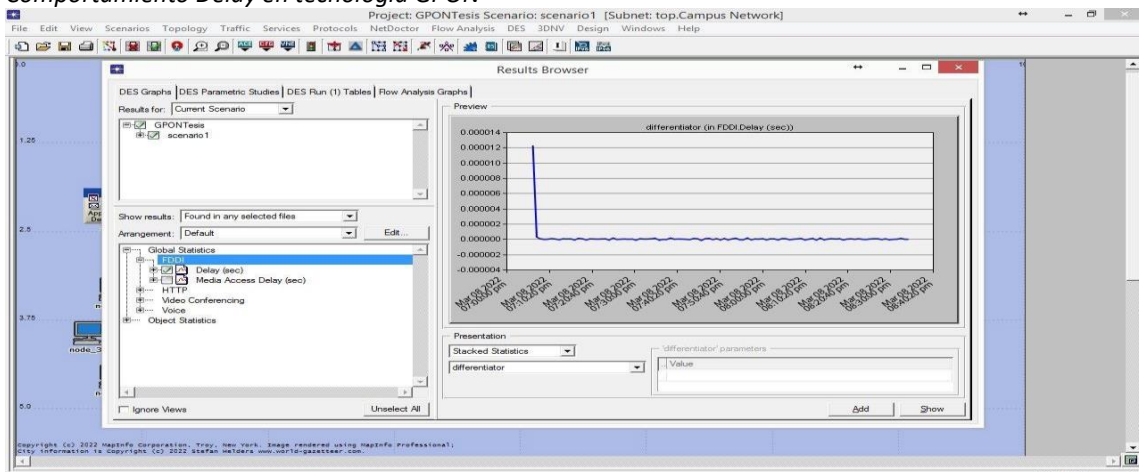 Comportamiento Delay en tecnología GPON
Project: GPONTesis Scenario: scenario1 [Subnet: top.Campus Network]
File Edit View Scenarios Topology Traffic Services Protocols NetDoctor Flow Analysis DES 3DNV Design Windows Help
Results Browser
DES Graphs DES Parametric Studies DES Run (1) Tables Flow Analysis Graphs
Results for: Current Scenario
GPONTesis
scenario1
Show results: Found in any selected files
Arrangement: Default Edit...
Global Statistics
FDDI
Delay (sec)
Media Access Delay (sec)
HTTP
Video Conferencing
Voice
Object Statistics
Ignore Views Unselect All
Preview
differentiator (in FDDI.Delay (sec))
0.000014
0.000012
0.000010
0.000008
0.000006
0.000004
0.000002
0.000000
-0.000002
-0.000004
Presentation
Stacked Statistics
differentiator
'differentiator' parameters
Value
Add Show
1.25
2.5
3.75
node_3
5.0
Copyright (c) 2022 MapInfo Corporation, Troy, New York. Image rendered using MapInfo Professional;
City information is Copyright (c) 2022 Stefan Helders www.world-gazetteer.com.